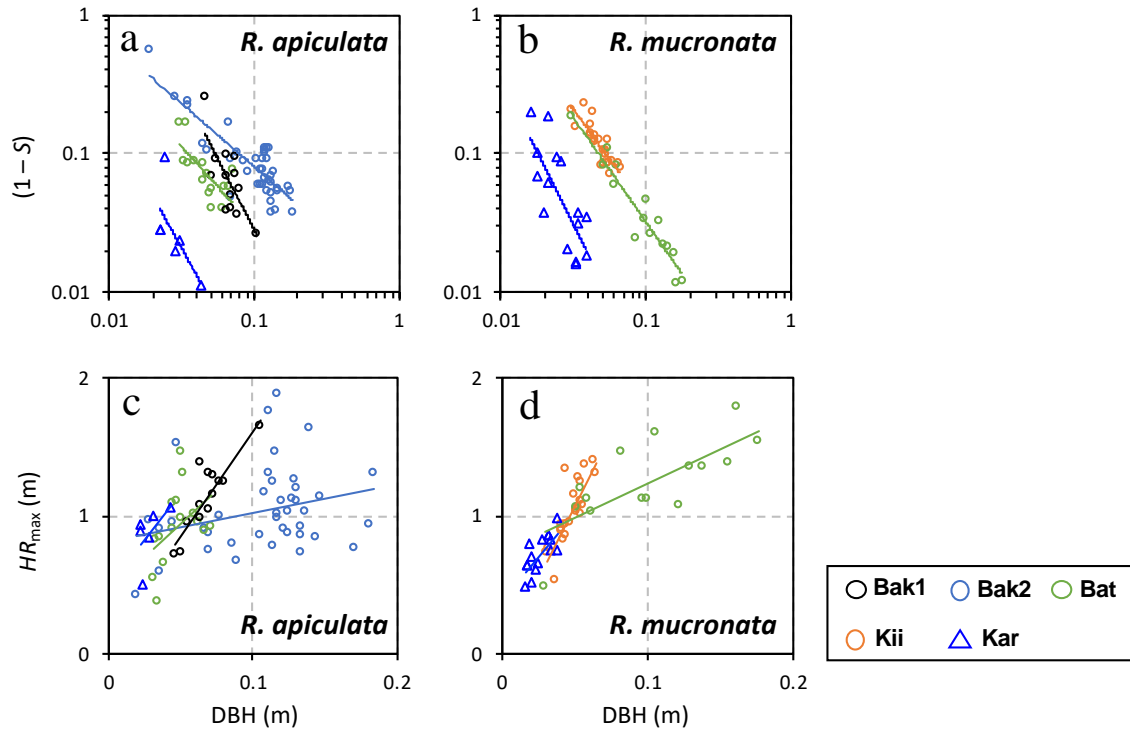 a
R. apiculata
b
R. mucronata
1
0.1
0.01
1
0.1
0.01
(1 – S)
0.01
0.1
1
0.01
0.1
1
c
d
2
1
0
2
1
0
HRmax (m)
R. apiculata
R. mucronata
0
0.1
0.2
0
0.1
0.2
DBH (m)
DBH (m)
Bak1
Bak2
Bat
Kii
Kar